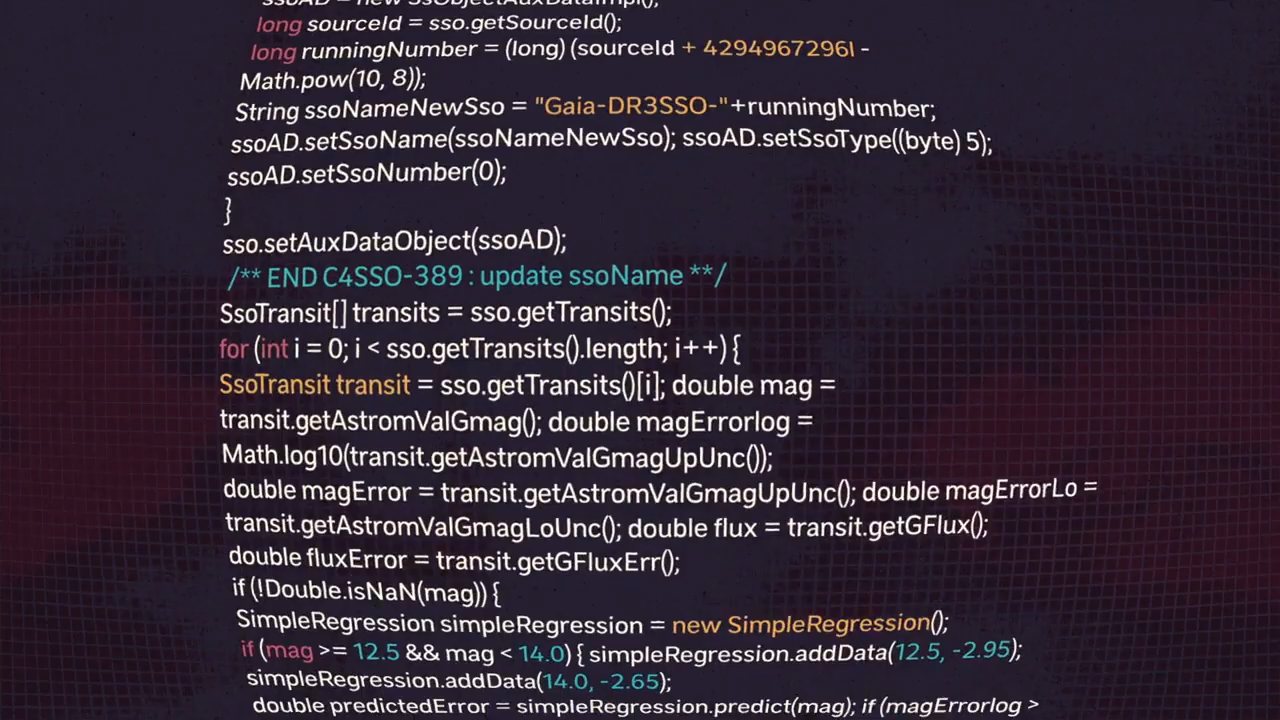 ssoAD = new SsoObjectAuxDataImpl();
long sourceId = sso.getSourceId();
long runningNumber = (long) (sourceId + 4294967296l -
Math.pow(10, 8));
String ssoNameNewSso = "Gaia-DR3SSO-"+runningNumber;
ssoAD.setSsoName(ssoNameNewSso); ssoAD.setSsoType((byte) 5);
ssoAD.setSsoNumber(0);
}
sso.setAuxDataObject(ssoAD);
/** END C4SSO-389 : update ssoName **/
SsoTransit[] transits = sso.getTransits();
for (int i = 0; i < sso.getTransits().length; i++) {
SsoTransit transit = sso.getTransits()[i]; double mag =
transit.getAstromValGmag(); double magErrorlog =
Math.log10(transit.getAstromValGmagUpUnc());
double magError = transit.getAstromValGmagUpUnc(); double magErrorLo =
transit.getAstromValGmagLoUnc(); double flux = transit.getGFlux();
double fluxError = transit.getGFluxErr();
if (!Double.isNaN(mag)) {
SimpleRegression simpleRegression = new SimpleRegression();
if (mag >= 12.5 && mag < 14.0) { simpleRegression.addData(12.5, -2.95);
simpleRegression.addData(14.0, -2.65);
double predictedError = simpleRegression.predict(mag); if (magErrorlog >